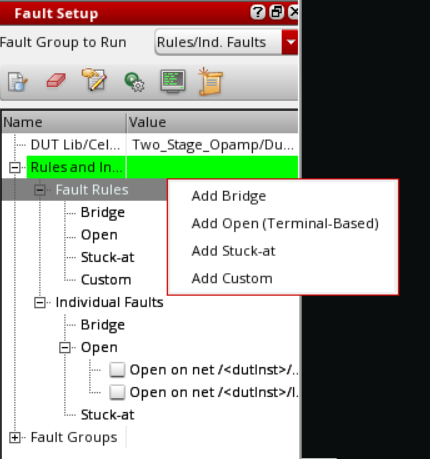 Fault Setup
Fault Group to Run Rules/Ind. Faults
Name Value
DUT Lib/Cel... Two_Stage_Opamp/Du...
Rules and In...
Fault Rules
Add Bridge
Bridge
Add Open (Terminal-Based)
Open
Add Stuck-at
Stuck-at
Add Custom
Custom
Individual Faults
Bridge
Open
Open on net /<dutInst>/..
Open on net /<dutInst>/I.
Stuck-at
Fault Groups